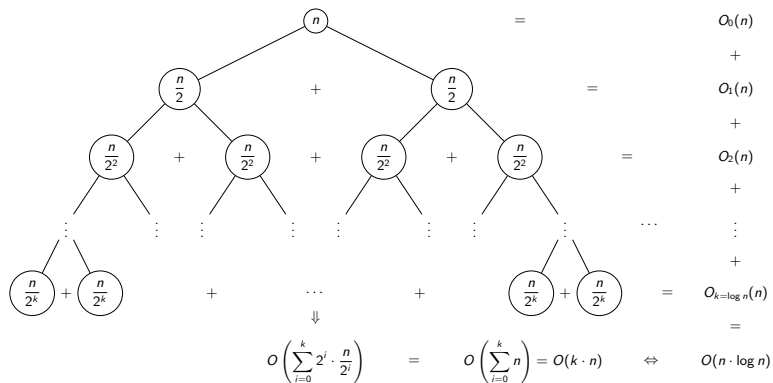 n = O₀(n)
+
n/2 + n/2 = O₁(n)
+
n/2² + n/2² + n/2² + n/2² = O₂(n)
+
⋮ ⋮ ⋮ ⋮ ⋮ ⋮ ⋮ ⋮ ⋯ ⋮
+
n/2ᵏ + n/2ᵏ + ⋯ + n/2ᵏ + n/2ᵏ = O_{k=log n}(n)
⇓ =
O(∑_{i=0}^{k} 2ⁱ · n/2ⁱ) = O(∑_{i=0}^{k} n) = O(k · n) ⇔ O(n · log n)